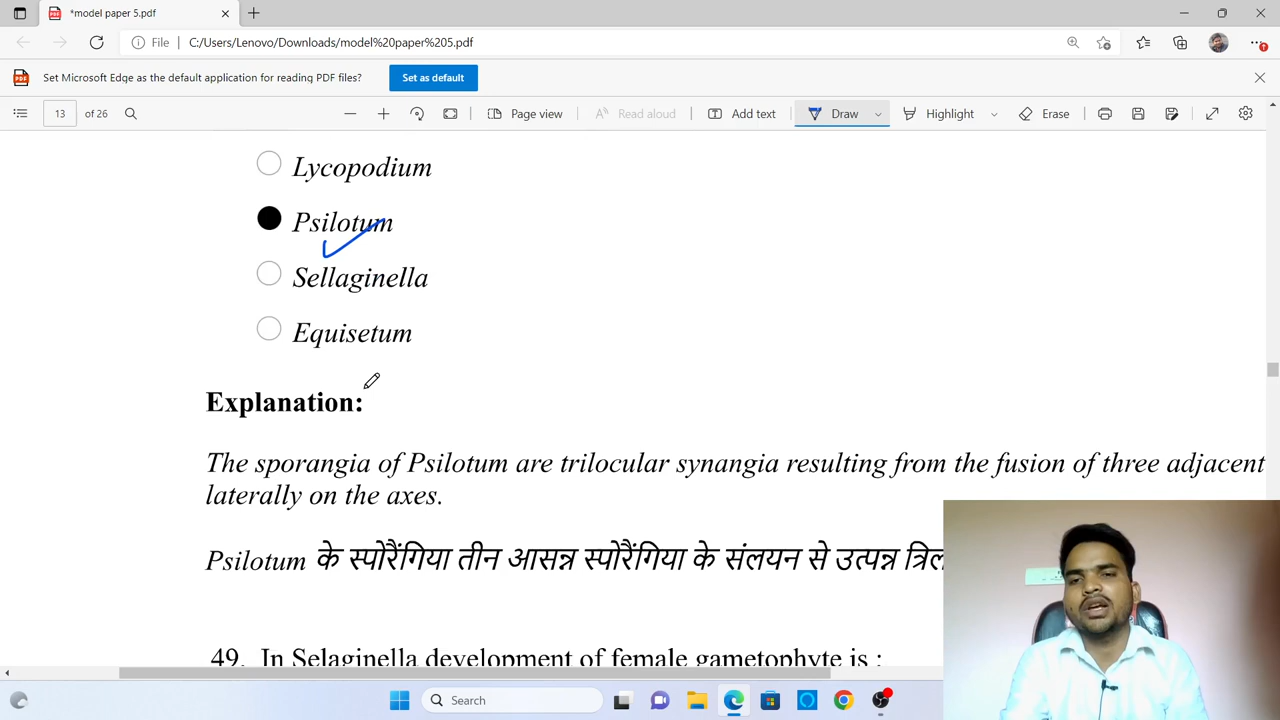 *model paper 5.pdf
File C:/Users/Lenovo/Downloads/model%20paper%205.pdf
Set Microsoft Edge as the default application for reading PDF files? Set as default
13 of 26 Page view Read aloud Add text Draw Highlight Erase
Lycopodium
Psilotum
Sellaginella
Equisetum
Explanation:
The sporangia of Psilotum are trilocular synangia resulting from the fusion of three adjacent
laterally on the axes.
Psilotum के स्पोरैंगिया तीन आसन्न स्पोरैंगिया के संलयन से उत्पन्न
49. In Selaginella development of female gametophyte is :
Search